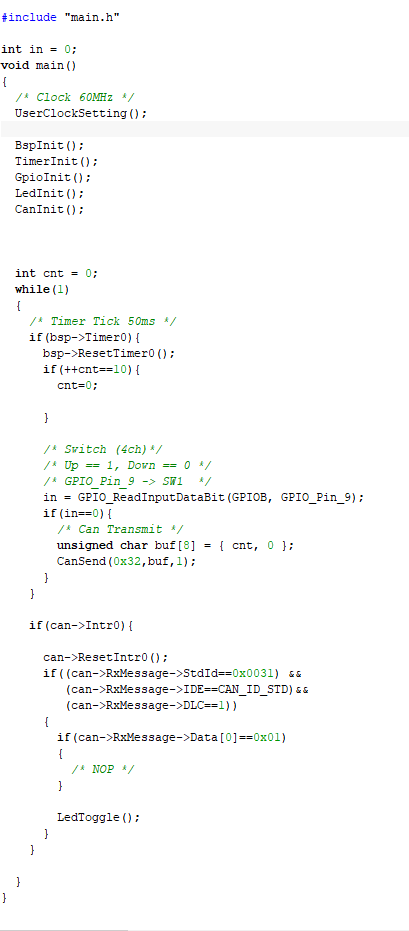 #include "main.h"
int in = 0;
void main()
{
/* Clock 60MHz */
UserClockSetting();
BspInit();
TimerInit();
GpioInit();
LedInit();
CanInit();
int cnt = 0;
while(1)
{
/* Timer Tick 50ms */
if(bsp->Timer0){
bsp->ResetTimer0();
if(++cnt==10){
cnt=0;
}
/* Switch (4ch)*/
/* Up == 1, Down == 0 */
/* GPIO_Pin_9 -> SW1  */
in = GPIO_ReadInputDataBit(GPIOB, GPIO_Pin_9);
if(in==0){
/* Can Transmit */
unsigned char buf[8] = { cnt, 0 };
CanSend(0x32,buf,1);
}
}
if(can->Intr0){
can->ResetIntr0();
if((can->RxMessage->StdId==0x0031) &&
(can->RxMessage->IDE==CAN_ID_STD)&&
(can->RxMessage->DLC==1))
{
if(can->RxMessage->Data[0]==0x01)
{
/* NOP */
}
LedToggle();
}
}
}
}